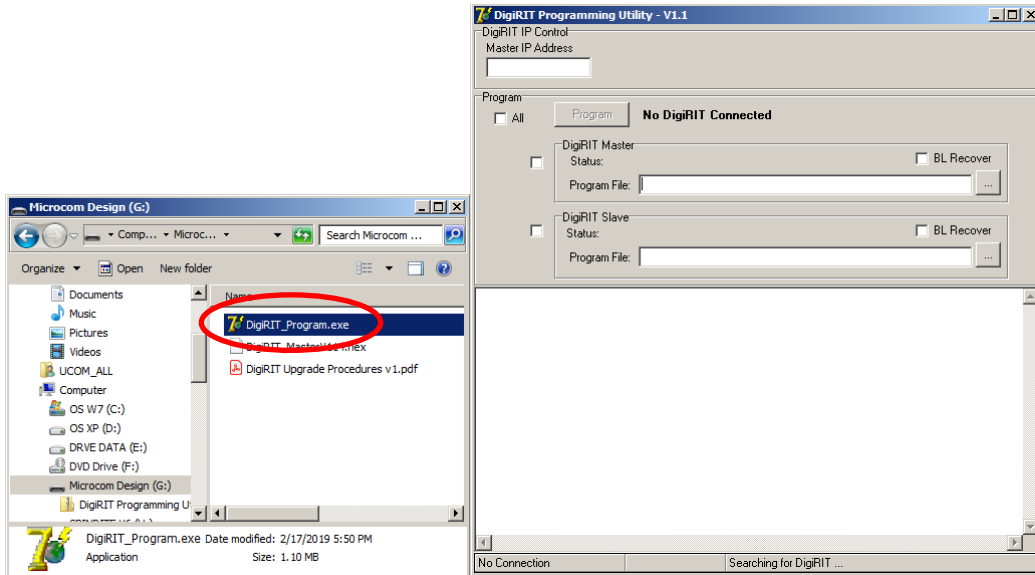 Microcom Design (G:)
Comp... Microc...
Search Microcom ...
Organize Open New folder
Documents
Music
Pictures
Videos
UCOM_ALL
Computer
OS W7 (C:)
OS XP (D:)
DRVE DATA (E:)
DVD Drive (F:)
Microcom Design (G:)
DigiRIT Programming U
Name
DigiRIT_Program.exe
DigiRIT Upgrade Procedures v1.pdf
DigiRIT_Program.exe Date modified: 2/17/2019 5:50 PM
Application Size: 1.10 MB
DigiRIT Programming Utility - V1.1
DigiRIT IP Control
Master IP Address
Program
All
Program
No DigiRIT Connected
DigiRIT Master
Status:
BL Recover
Program File:
...
DigiRIT Slave
Status:
BL Recover
Program File:
...
No Connection
Searching for DigiRIT ...